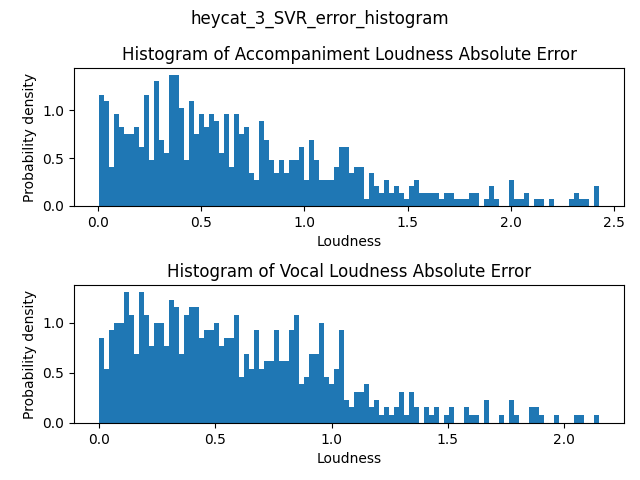 heycat_3_SVR_error_histogram
Histogram of Accompaniment Loudness Absolute Error
Probability density
1.0
0.5
0.0
0.0 0.5 1.0 1.5 2.0 2.5
Loudness
Histogram of Vocal Loudness Absolute Error
Probability density
1.0
0.5
0.0
0.0 0.5 1.0 1.5 2.0
Loudness